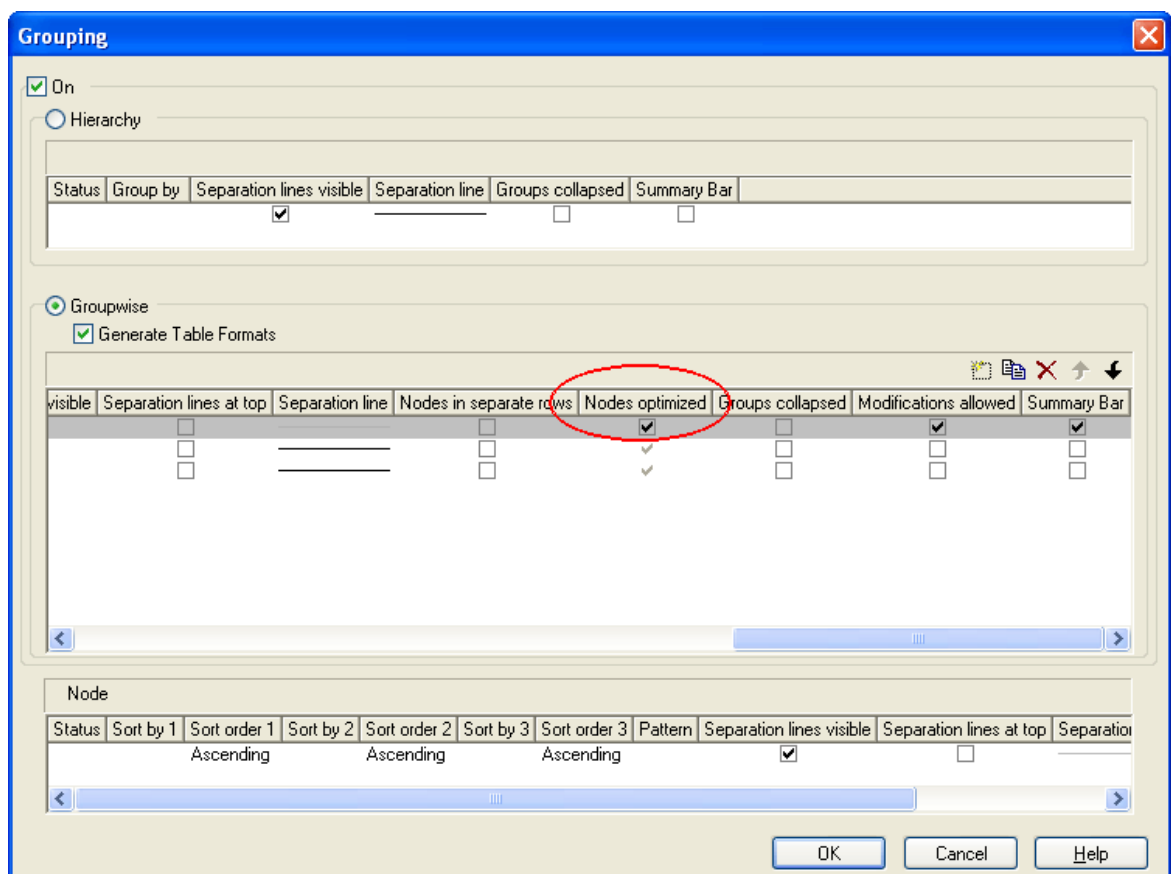 Grouping
On
Hierarchy
Status Group by Separation lines visible Separation line Groups collapsed Summary Bar
Groupwise
Generate Table Formats
visible Separation lines at top Separation line Nodes in separate rows Nodes optimized Groups collapsed Modifications allowed Summary Bar
Node
Status Sort by 1 Sort order 1 Sort by 2 Sort order 2 Sort by 3 Sort order 3 Pattern Separation lines visible Separation lines at top Separation
Ascending Ascending Ascending
OK Cancel Help